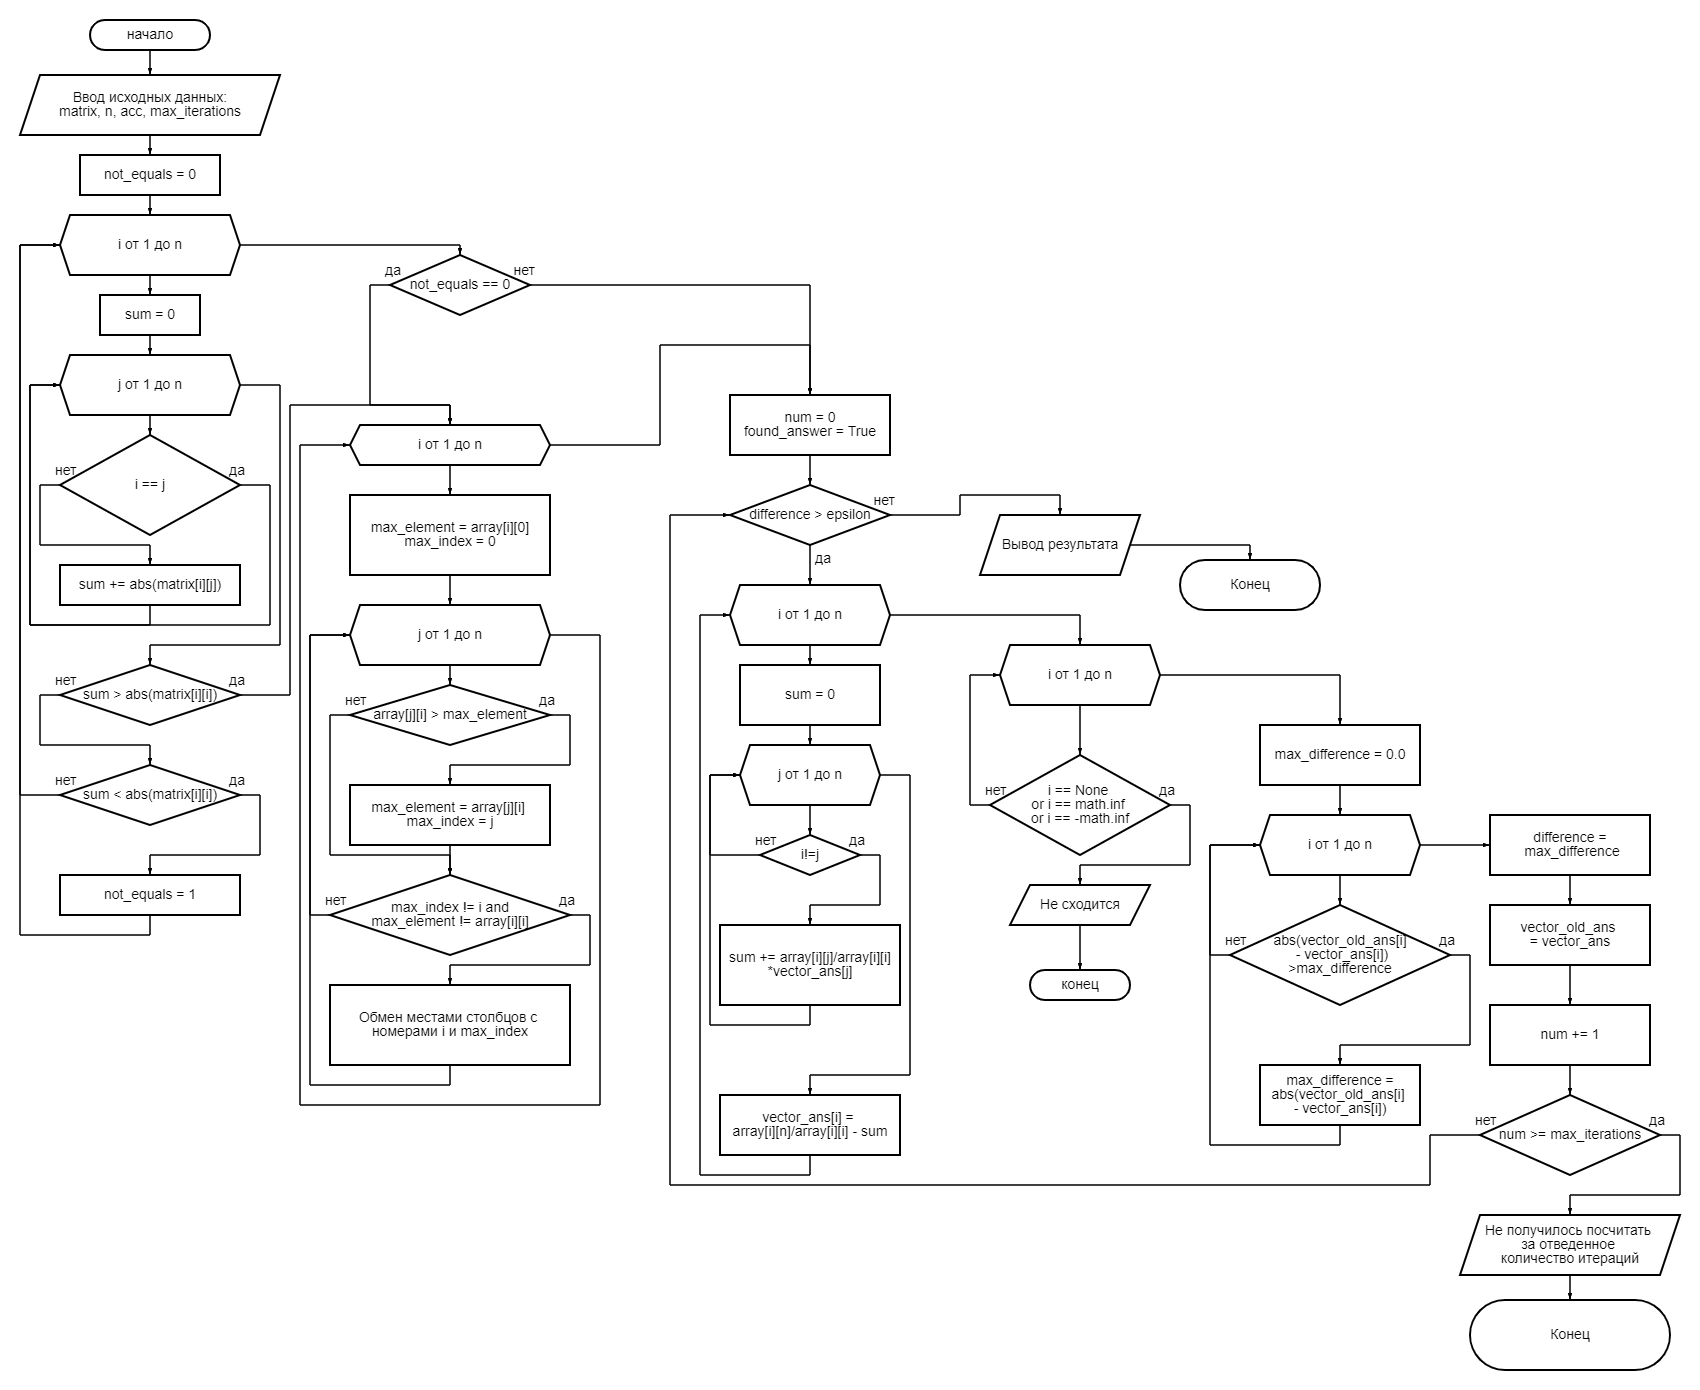 начало
Ввод исходных данных:
matrix, n, acc, max_iterations
not_equals = 0
i от 1 до n
sum = 0
j от 1 до n
i == j
нет
да
sum += abs(matrix[i][j])
sum > abs(matrix[i][i])
нет
да
sum < abs(matrix[i][i])
нет
да
not_equals = 1
not_equals == 0
да
нет
i от 1 до n
max_element = array[i][0]
max_index = 0
j от 1 до n
нет
да
array[j][i] > max_element
max_element = array[j][i]
max_index = j
нет
да
max_index != i and
max_element != array[i][i]
Обмен местами столбцов с
номерами i и max_index
num = 0
found_answer = True
difference > epsilon
нет
да
Вывод результата
Конец
i от 1 до n
sum = 0
j от 1 до n
нет
да
i!=j
sum += array[i][j]/array[i][i]
*vector_ans[j]
vector_ans[i] =
array[i][n]/array[i][i] - sum
i от 1 до n
нет
да
i == None
or i == math.inf
or i == -math.inf
Не сходится
конец
max_difference = 0.0
i от 1 до n
нет
да
abs(vector_old_ans[i]
- vector_ans[i])
>max_difference
max_difference =
abs(vector_old_ans[i]
- vector_ans[i])
difference =
max_difference
vector_old_ans
= vector_ans
num += 1
нет
да
num >= max_iterations
Не получилось посчитать
за отведенное
количество итераций
Конец